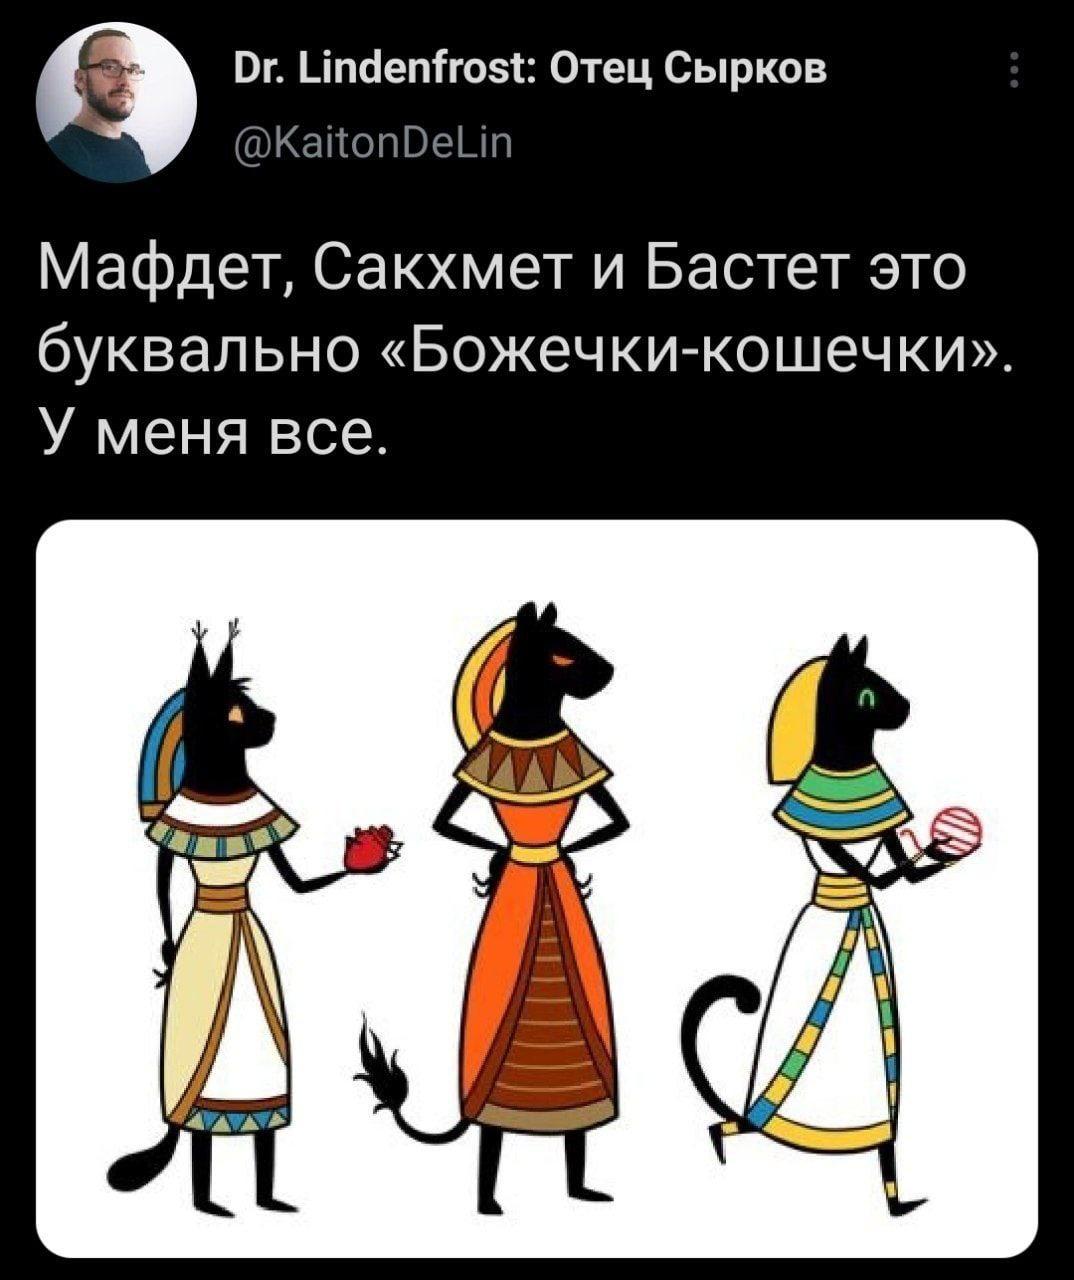 Dr. Lindenfrost: Отец Сырков
@KaitonDeLin
Мафдет, Сакхмет и Бастет это
буквально «Божечки-кошечки».
У меня все.